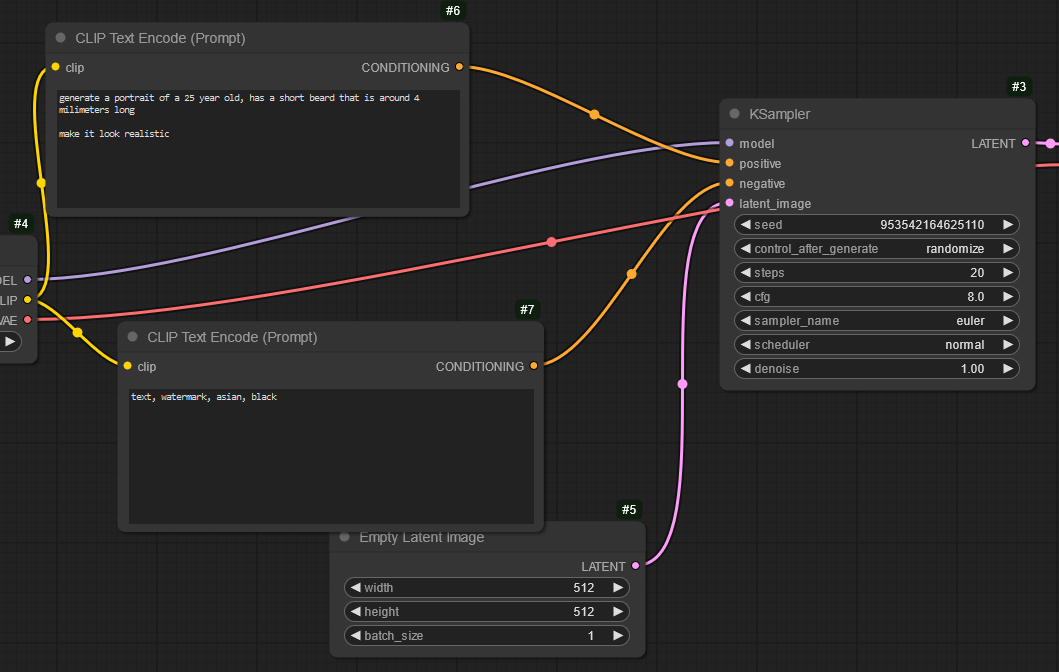 #6
CLIP Text Encode (Prompt)
clip CONDITIONING
generate a portrait of a 25 year old, has a short beard that is around 4
milimeters long
make it look realistic
#3
KSampler
model LATENT
positive
negative
latent_image
seed 953542164625110
control_after_generate randomize
steps 20
cfg 8.0
sampler_name euler
scheduler normal
denoise 1.00
#4
DEL
LIP
VAE
#7
CLIP Text Encode (Prompt)
clip CONDITIONING
text, watermark, asian, black
#5
Empty Latent Image
LATENT
width 512
height 512
batch_size 1